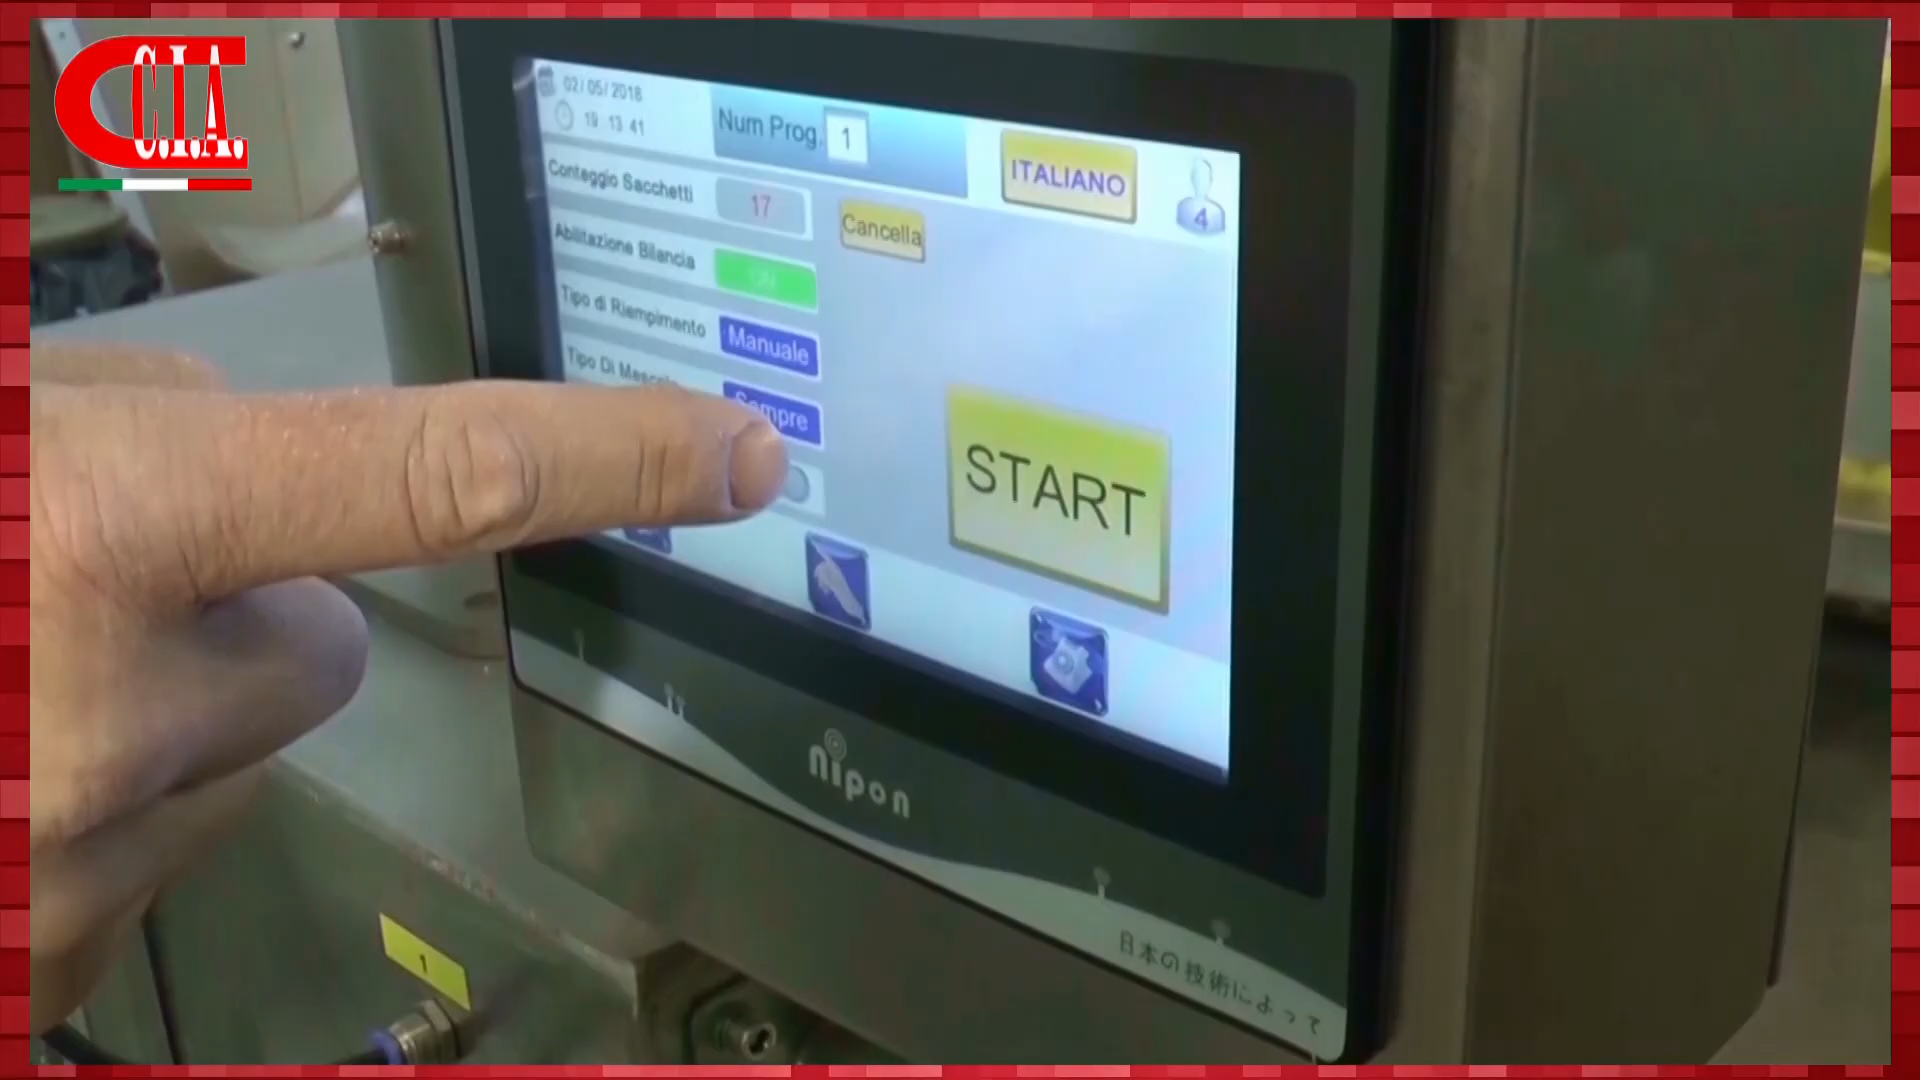 C.I.A.
02/05/2018
19 13 41
Num Prog. 1
ITALIANO
4
Conteggio Sacchetti 17
Cancella
Abilitazione Bilancia ON
Tipo di Riempimento Manuale
Tipo Di
Sempre
START
nipon
日本の技術によって
1